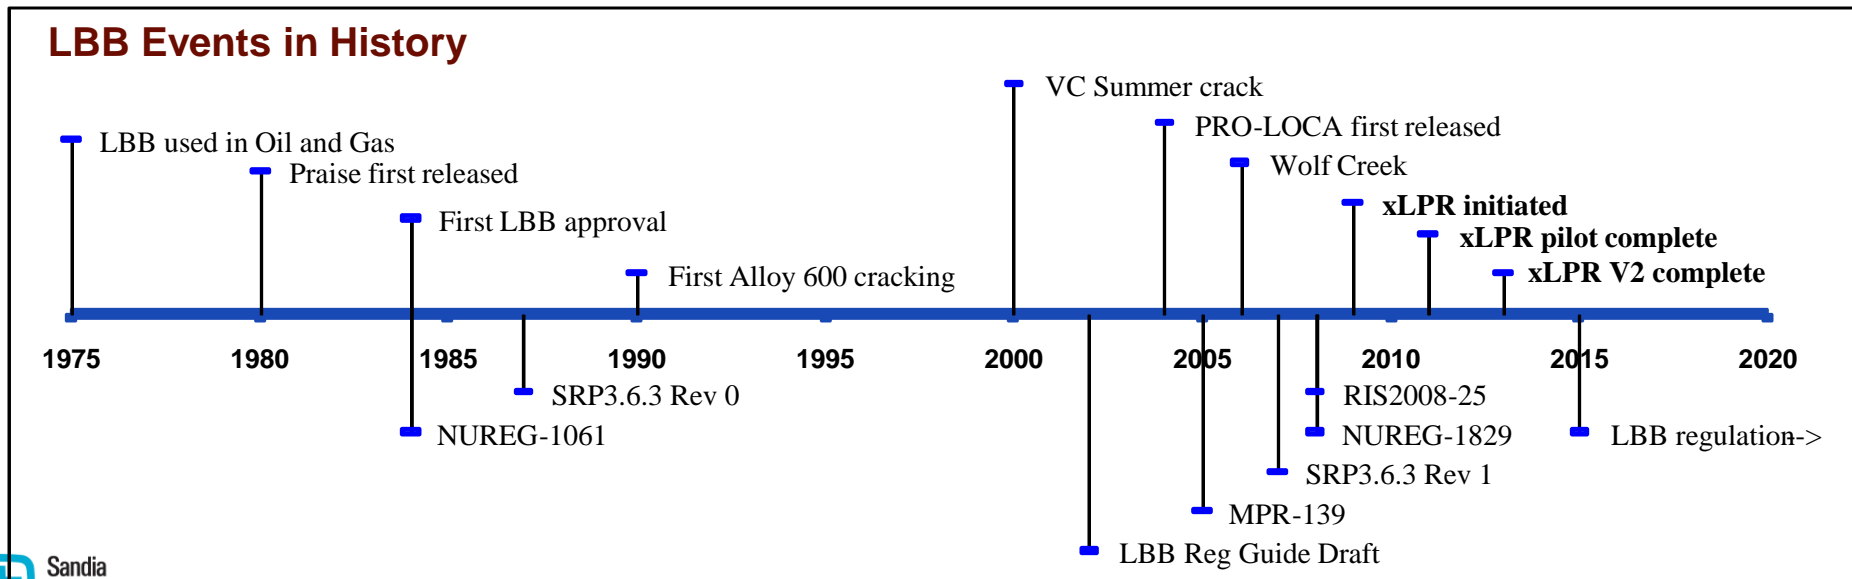 LBB Events in History
VC Summer crack
PRO-LOCA first released
LBB used in Oil and Gas
Wolf Creek
Praise first released
xLPR initiated
First LBB approval
xLPR pilot complete
First Alloy 600 cracking
xLPR V2 complete
1975 1980 1985 1990 1995 2000 2005 2010 2015 2020
SRP3.6.3 Rev 0
RIS2008-25
NUREG-1061
NUREG-1829
LBB regulation-->
SRP3.6.3 Rev 1
MPR-139
LBB Reg Guide Draft
Sandia